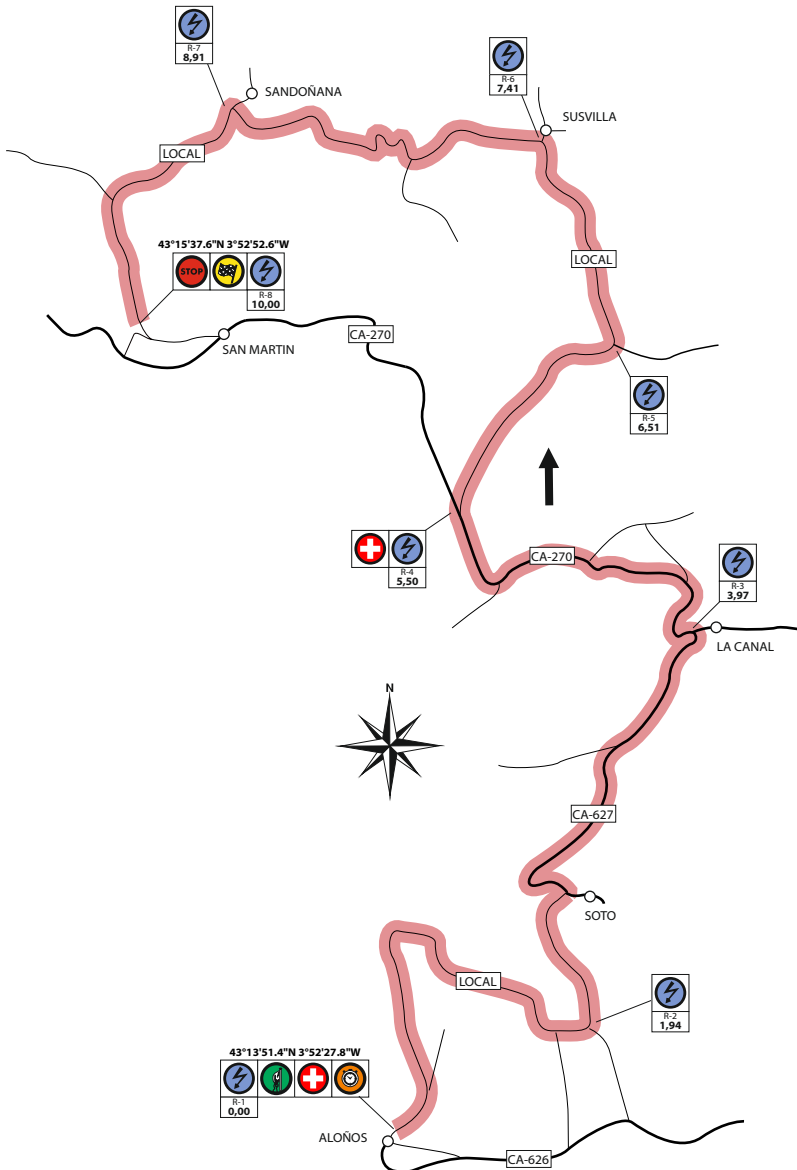 R-7
8,91
SANDOÑANA
R-6
7,41
SUSVILLA
LOCAL
43°15'37.6"N 3°52'52.6"W
STOP
R-8
10,00
LOCAL
SAN MARTIN
CA-270
R-5
6,51
R-4
5,50
CA-270
R-3
3,97
LA CANAL
N
CA-627
SOTO
LOCAL
R-2
1,94
43°13'51.4"N 3°52'27.8"W
R-1
0,00
ALOÑOS
CA-626